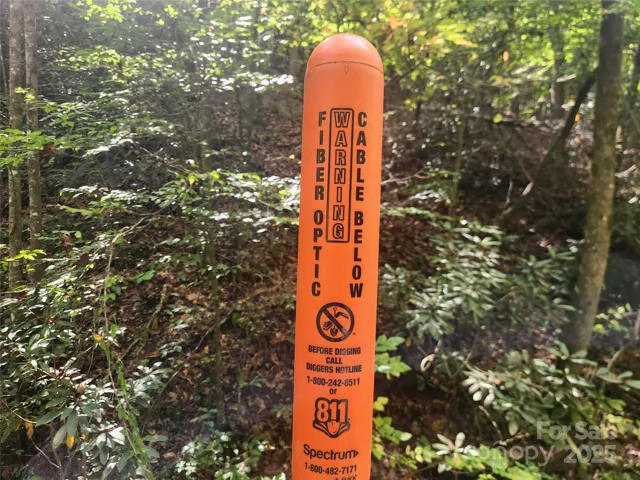 WARNING
FIBER OPTIC
CABLE BELOW
BEFORE DIGGING
CALL
DIGGERS HOTLINE
1-800-242-8511
or
811
Spectrum
1-800-482-7171
For Sale
canopy 2025